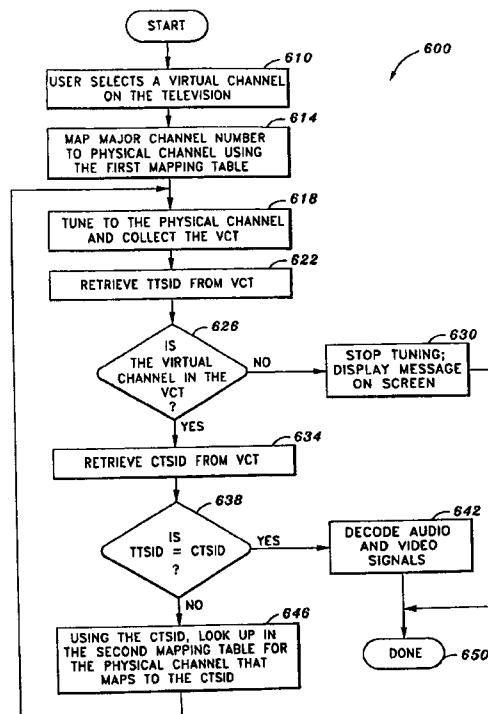 START
600
610
USER SELECTS A VIRTUAL CHANNEL
ON THE TELEVISION
614
MAP MAJOR CHANNEL NUMBER
TO PHYSICAL CHANNEL USING
THE FIRST MAPPING TABLE
618
TUNE TO THE PHYSICAL CHANNEL
AND COLLECT THE VCT
622
RETRIEVE TTSID FROM VCT
626
IS
THE VIRTUAL
CHANNEL IN THE
VCT
?
NO
630
STOP TUNING;
DISPLAY MESSAGE
ON SCREEN
YES
634
RETRIEVE CTSID FROM VCT
638
IS
TTSID = CTSID
?
YES
642
DECODE AUDIO
AND VIDEO
SIGNALS
NO
646
USING THE CTSID, LOOK UP IN
THE SECOND MAPPING TABLE FOR
THE PHYSICAL CHANNEL THAT
MAPS TO THE CTSID
DONE
650